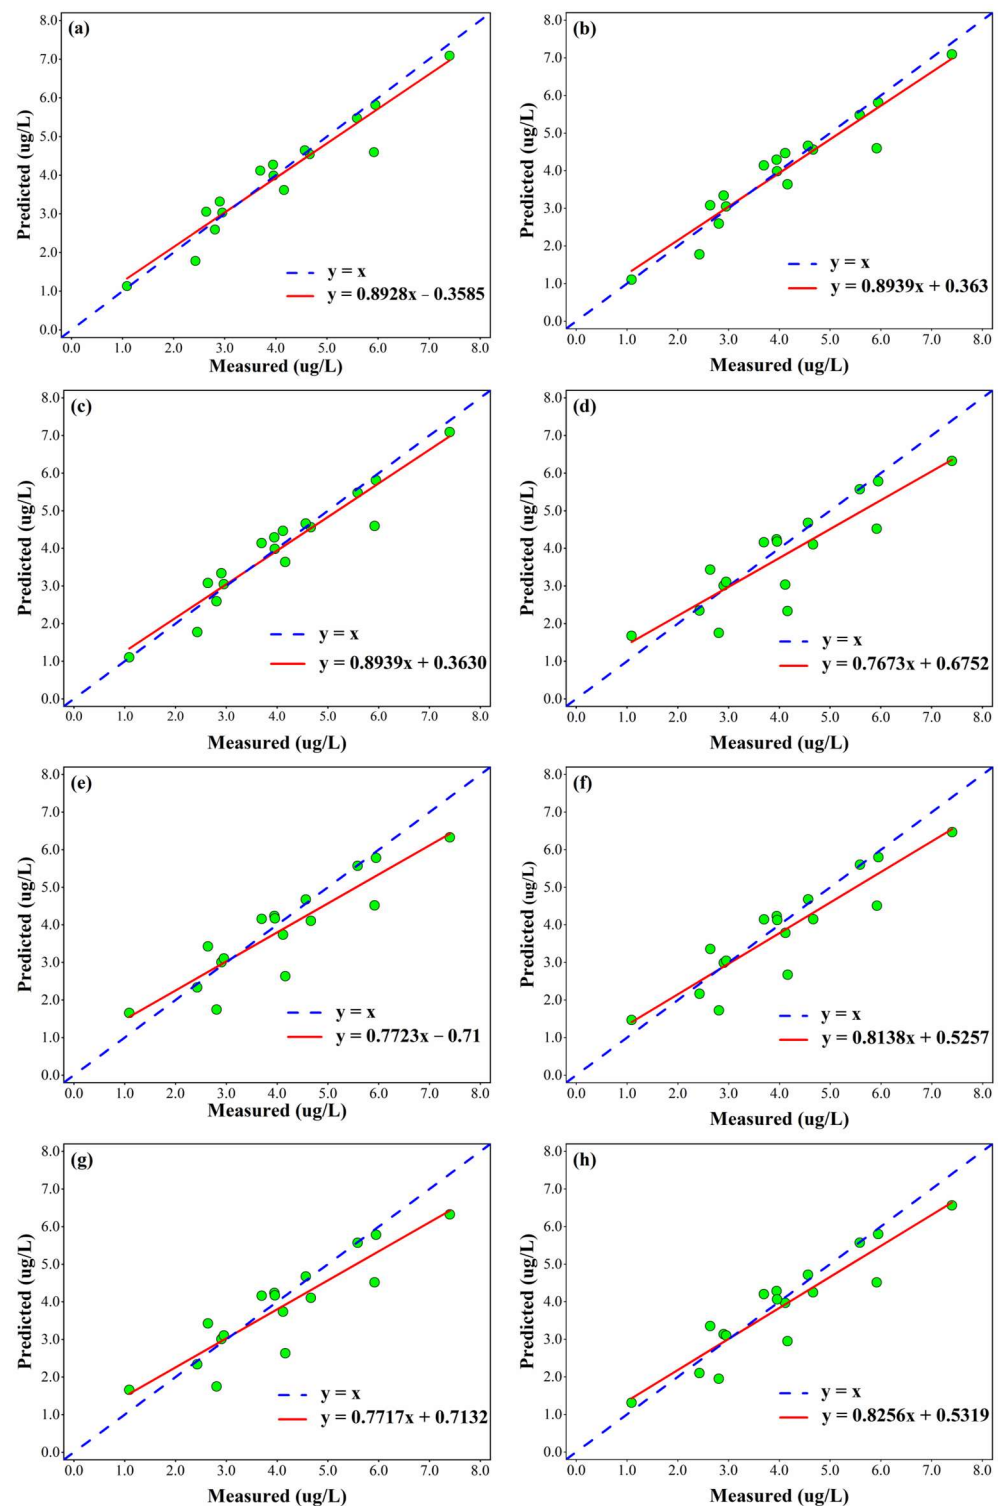 (a)
8.0
7.0
6.0
5.0
4.0
3.0
2.0
1.0
0.0
Predicted (ug/L)
y = x
y = 0.8928x – 0.3585
0.0 1.0 2.0 3.0 4.0 5.0 6.0 7.0 8.0
Measured (ug/L)
(b)
8.0
7.0
6.0
5.0
4.0
3.0
2.0
1.0
0.0
Predicted (ug/L)
y = x
y = 0.8939x + 0.363
0.0 1.0 2.0 3.0 4.0 5.0 6.0 7.0 8.0
Measured (ug/L)
(c)
8.0
7.0
6.0
5.0
4.0
3.0
2.0
1.0
0.0
Predicted (ug/L)
y = x
y = 0.8939x + 0.3630
0.0 1.0 2.0 3.0 4.0 5.0 6.0 7.0 8.0
Measured (ug/L)
(d)
8.0
7.0
6.0
5.0
4.0
3.0
2.0
1.0
0.0
Predicted (ug/L)
y = x
y = 0.7673x + 0.6752
0.0 1.0 2.0 3.0 4.0 5.0 6.0 7.0 8.0
Measured (ug/L)
(e)
8.0
7.0
6.0
5.0
4.0
3.0
2.0
1.0
0.0
Predicted (ug/L)
y = x
y = 0.7723x – 0.71
0.0 1.0 2.0 3.0 4.0 5.0 6.0 7.0 8.0
Measured (ug/L)
(f)
8.0
7.0
6.0
5.0
4.0
3.0
2.0
1.0
0.0
Predicted (ug/L)
y = x
y = 0.8138x + 0.5257
0.0 1.0 2.0 3.0 4.0 5.0 6.0 7.0 8.0
Measured (ug/L)
(g)
8.0
7.0
6.0
5.0
4.0
3.0
2.0
1.0
0.0
Predicted (ug/L)
y = x
y = 0.7717x + 0.7132
0.0 1.0 2.0 3.0 4.0 5.0 6.0 7.0 8.0
Measured (ug/L)
(h)
8.0
7.0
6.0
5.0
4.0
3.0
2.0
1.0
0.0
Predicted (ug/L)
y = x
y = 0.8256x + 0.5319
0.0 1.0 2.0 3.0 4.0 5.0 6.0 7.0 8.0
Measured (ug/L)